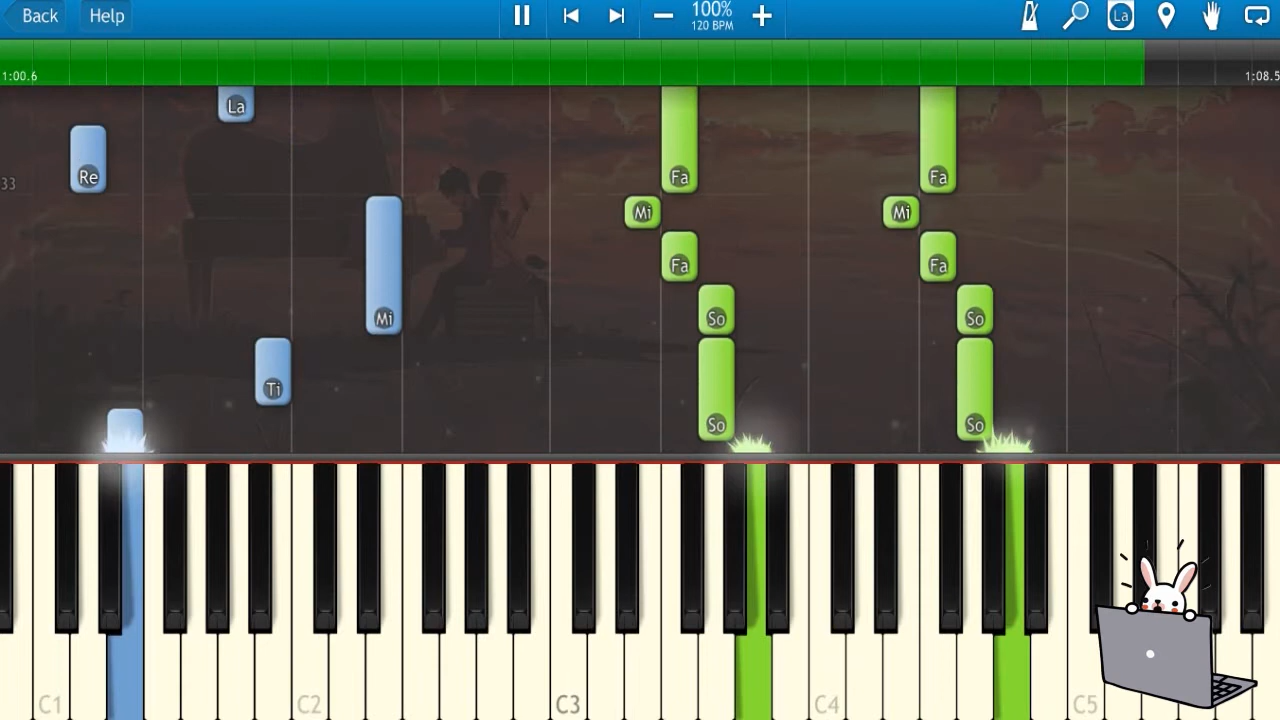 Back Help 100% La
120 BPM
1:00.6 1:08.5
La
Re Fa Fa
33
Mi Mi
Fa Fa
Mi So So
Ti
So So
C1 C2 C3 C4 C5